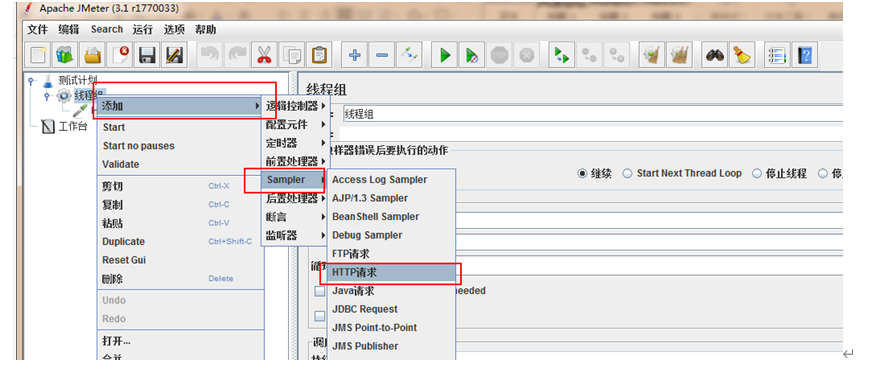 Apache JMeter (3.1 r1770033)
文件 编辑 Search 运行 选项 帮助
测试计划
线程组
工作台
添加
Start
Start no pauses
Validate
剪切 Ctrl-X
复制 Ctrl-C
粘贴 Ctrl-V
Duplicate Ctrl+Shift-C
Reset Gui
删除 Delete
Undo
Redo
打开...
合并
逻辑控制器
配置元件
定时器
前置处理器
Sampler
后置处理器
断言
监听器
Access Log Sampler
AJP/1.3 Sampler
BeanShell Sampler
Debug Sampler
FTP请求
HTTP请求
Java请求
JDBC Request
JMS Point-to-Point
JMS Publisher
线程组
线程组
样器错误后要执行的动作
继续 Start Next Thread Loop 停止线程 停
循
eeded
调